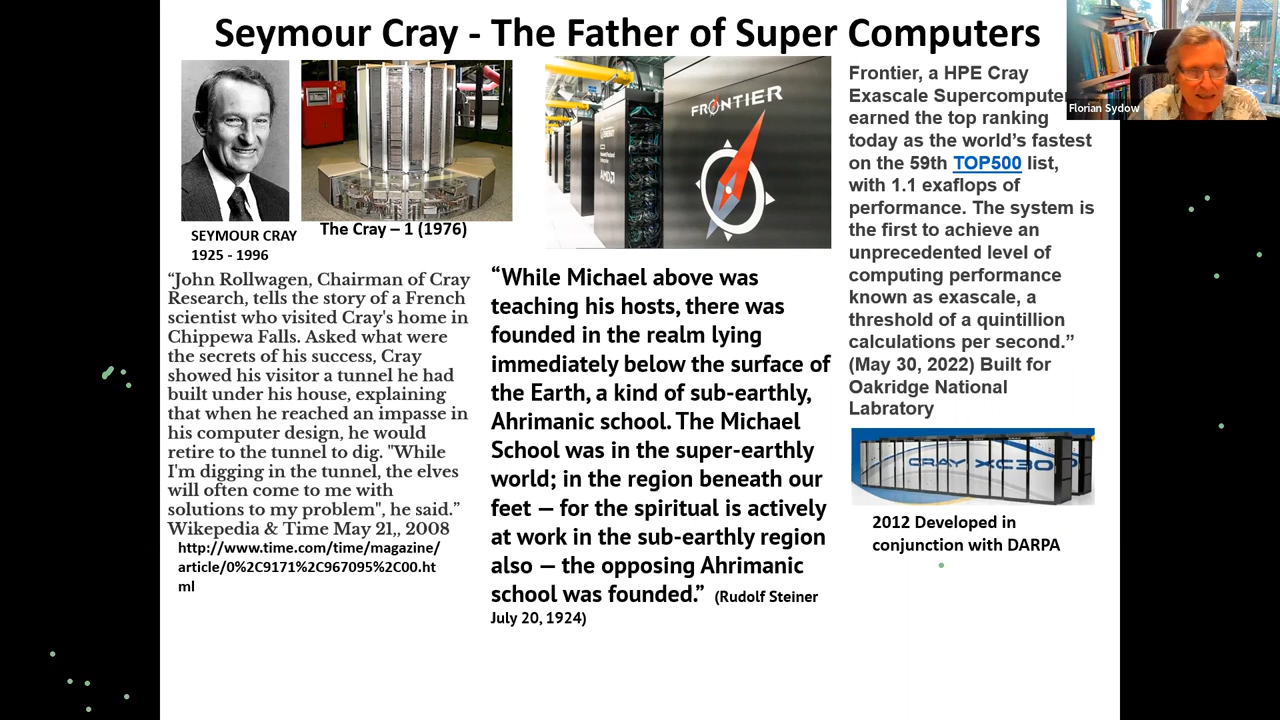 Seymour Cray - The Father of Super Computers
SEYMOUR CRAY
1925 - 1996
The Cray – 1 (1976)
“John Rollwagen, Chairman of Cray
Research, tells the story of a French
scientist who visited Cray's home in
Chippewa Falls. Asked what were
the secrets of his success, Cray
showed his visitor a tunnel he had
built under his house, explaining
that when he reached an impasse in
his computer design, he would
retire to the tunnel to dig. "While
I'm digging in the tunnel, the elves
will often come to me with
solutions to my problem", he said.”
Wikepedia & Time May 21,, 2008
http://www.time.com/time/magazine/
article/0%2C9171%2C967095%2C00.ht
ml
FRONTIER
AMD
“While Michael above was
teaching his hosts, there was
founded in the realm lying
immediately below the surface of
the Earth, a kind of sub-earthly,
Ahrimanic school. The Michael
School was in the super-earthly
world; in the region beneath our
feet — for the spiritual is actively
at work in the sub-earthly region
also — the opposing Ahrimanic
school was founded.” (Rudolf Steiner
July 20, 1924)
Frontier, a HPE Cray
Exascale Supercomputer
earned the top ranking
today as the world’s fastest
on the 59th TOP500 list,
with 1.1 exaflops of
performance. The system is
the first to achieve an
unprecedented level of
computing performance
known as exascale, a
threshold of a quintillion
calculations per second.”
(May 30, 2022) Built for
Oakridge National
Labratory
CRAY XC30
2012 Developed in
conjunction with DARPA
Florian Sydow